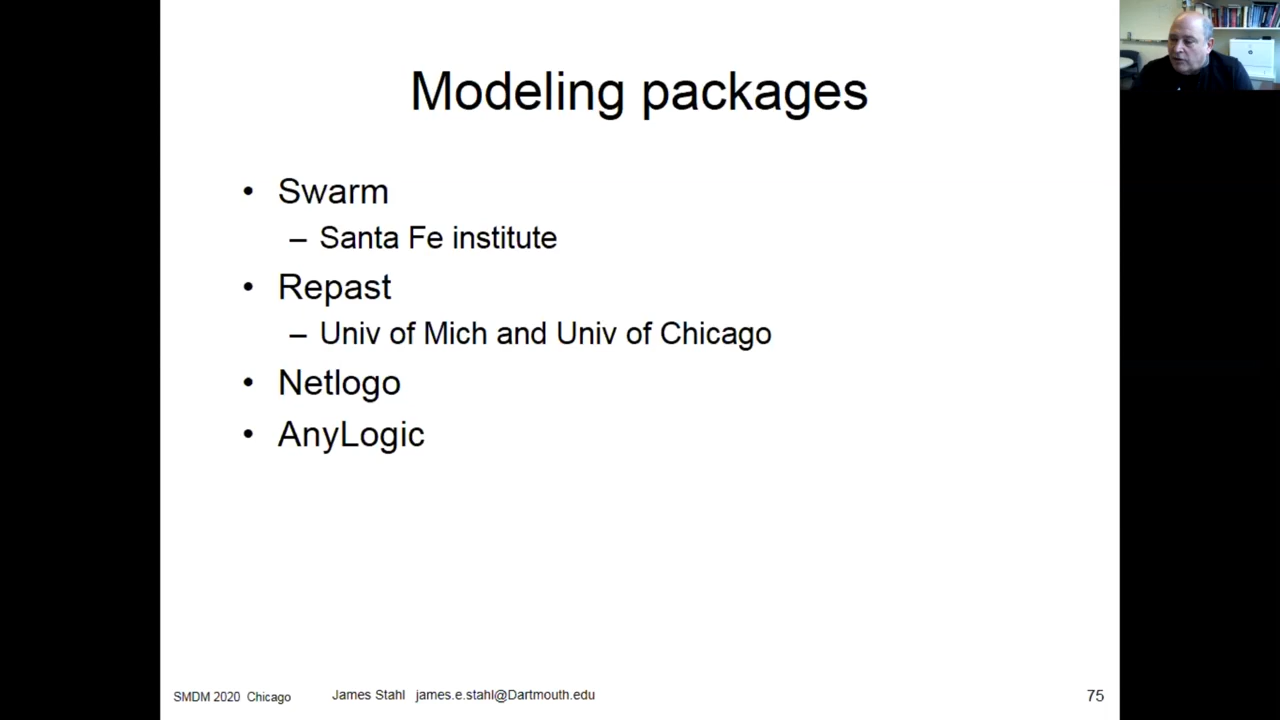 Modeling packages
• Swarm
– Santa Fe institute
• Repast
– Univ of Mich and Univ of Chicago
• Netlogo
• AnyLogic
SMDM 2020 Chicago James Stahl james.e.stahl@Dartmouth.edu 75